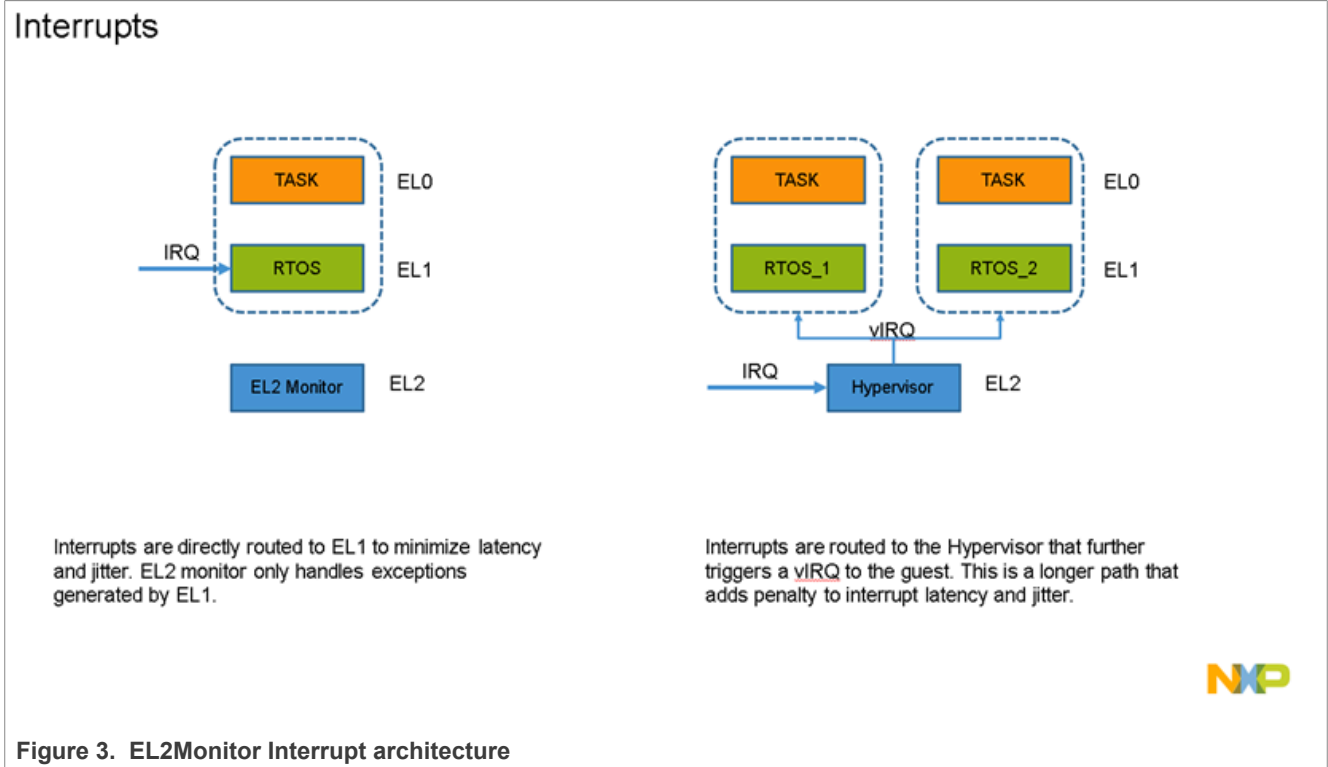 Interrupts
TASK
EL0
IRQ
RTOS
EL1
EL2 Monitor
EL2
Interrupts are directly routed to EL1 to minimize latency
and jitter. EL2 monitor only handles exceptions
generated by EL1.
TASK
TASK
EL0
RTOS_1
RTOS_2
EL1
vIRQ
IRQ
Hypervisor
EL2
Interrupts are routed to the Hypervisor that further
triggers a vIRQ to the guest. This is a longer path that
adds penalty to interrupt latency and jitter.
NXP
Figure 3. EL2Monitor Interrupt architecture